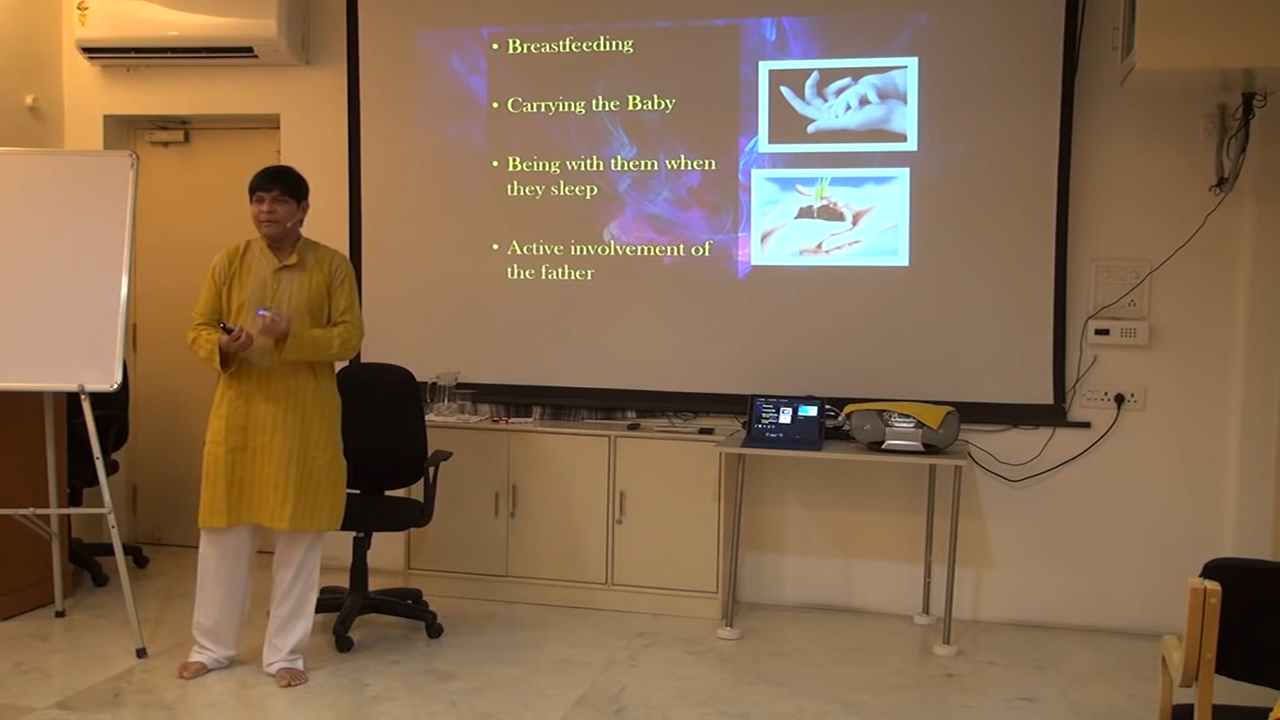 • Breastfeeding
• Carrying the Baby
• Being with them when
they sleep
• Active involvement of
the father